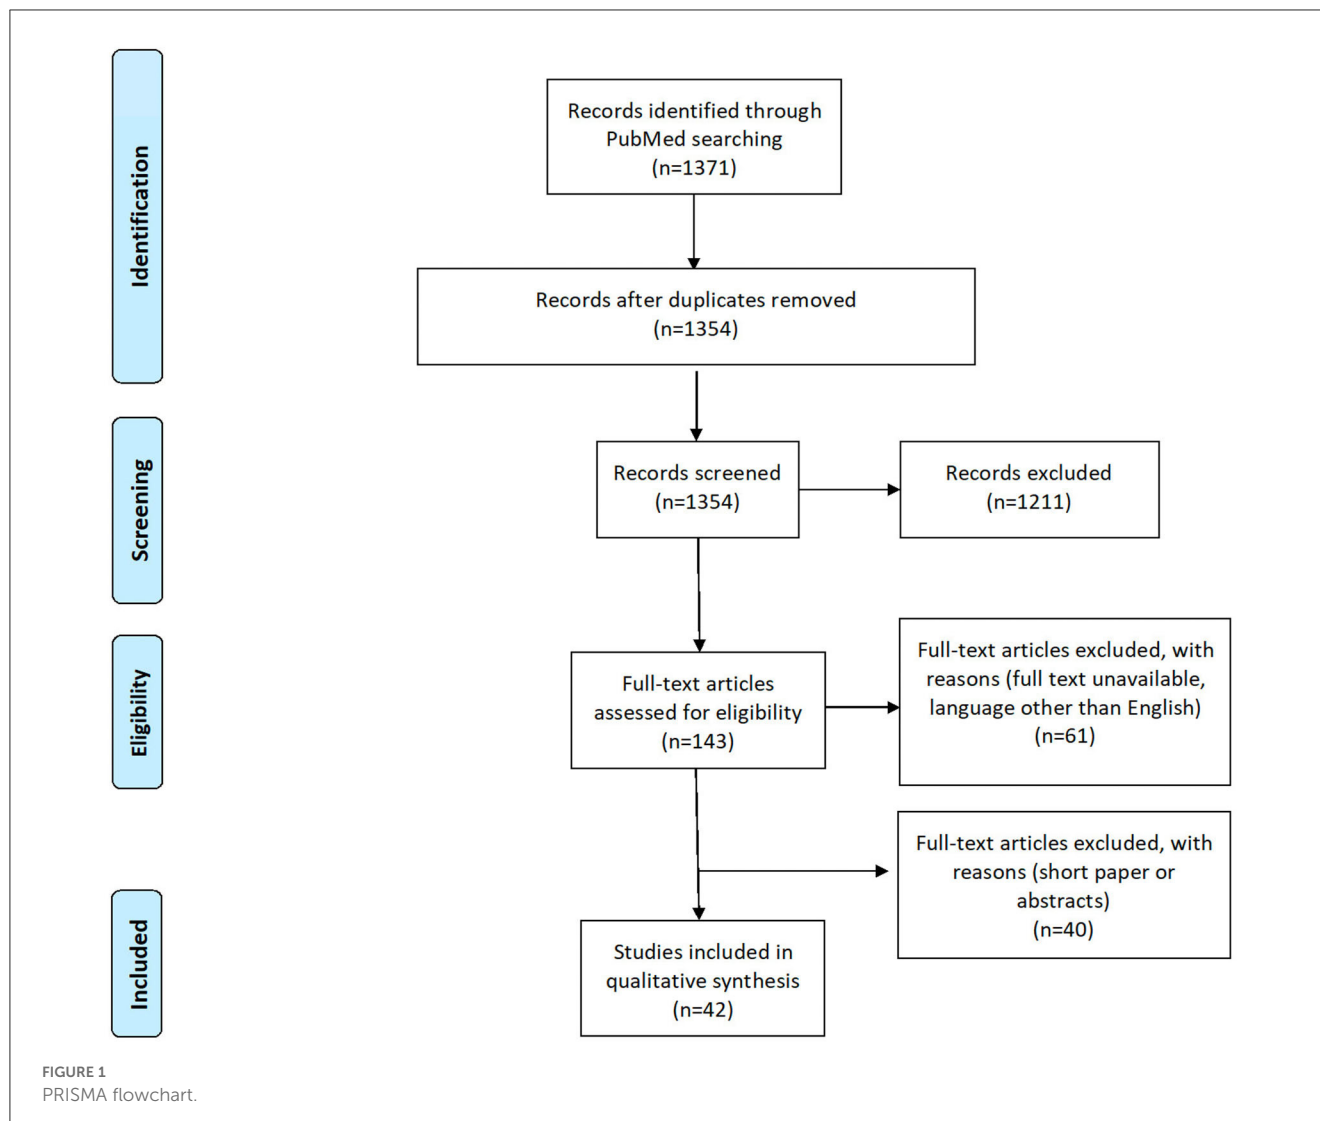 Identification
Records identified through
PubMed searching
(n=1371)
Records after duplicates removed
(n=1354)
Screening
Records screened
(n=1354)
Records excluded
(n=1211)
Eligibility
Full-text articles
assessed for eligibility
(n=143)
Full-text articles excluded, with
reasons (full text unavailable,
language other than English)
(n=61)
Full-text articles excluded, with
reasons (short paper or
abstracts)
(n=40)
Included
Studies included in
qualitative synthesis
(n=42)
FIGURE 1
PRISMA flowchart.